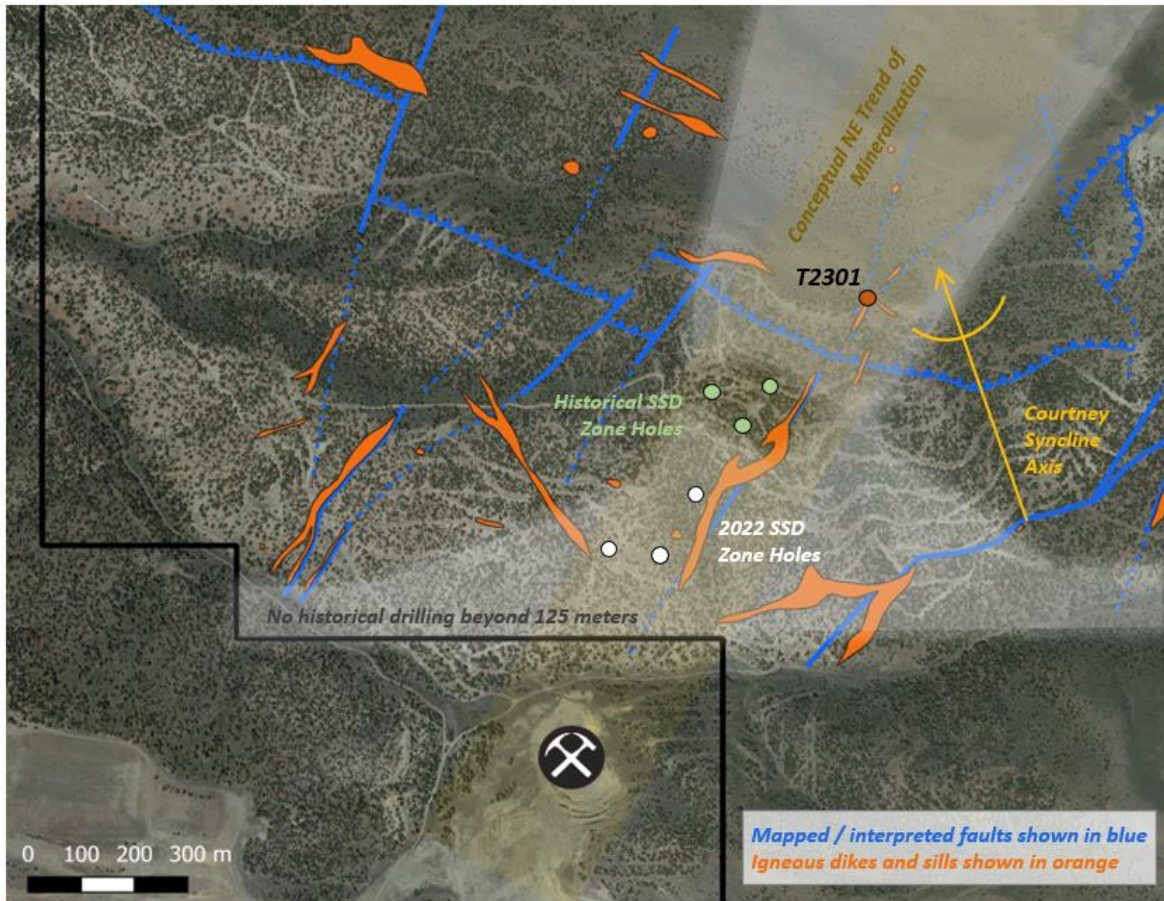 Conceptual NE Trend of
Mineralization
T2301
Historical SSD
Zone Holes
Courtney
Syncline
Axis
2022 SSD
Zone Holes
No historical drilling beyond 125 meters
Mapped / interpreted faults shown in blue
Igneous dikes and sills shown in orange
0 100 200 300 m